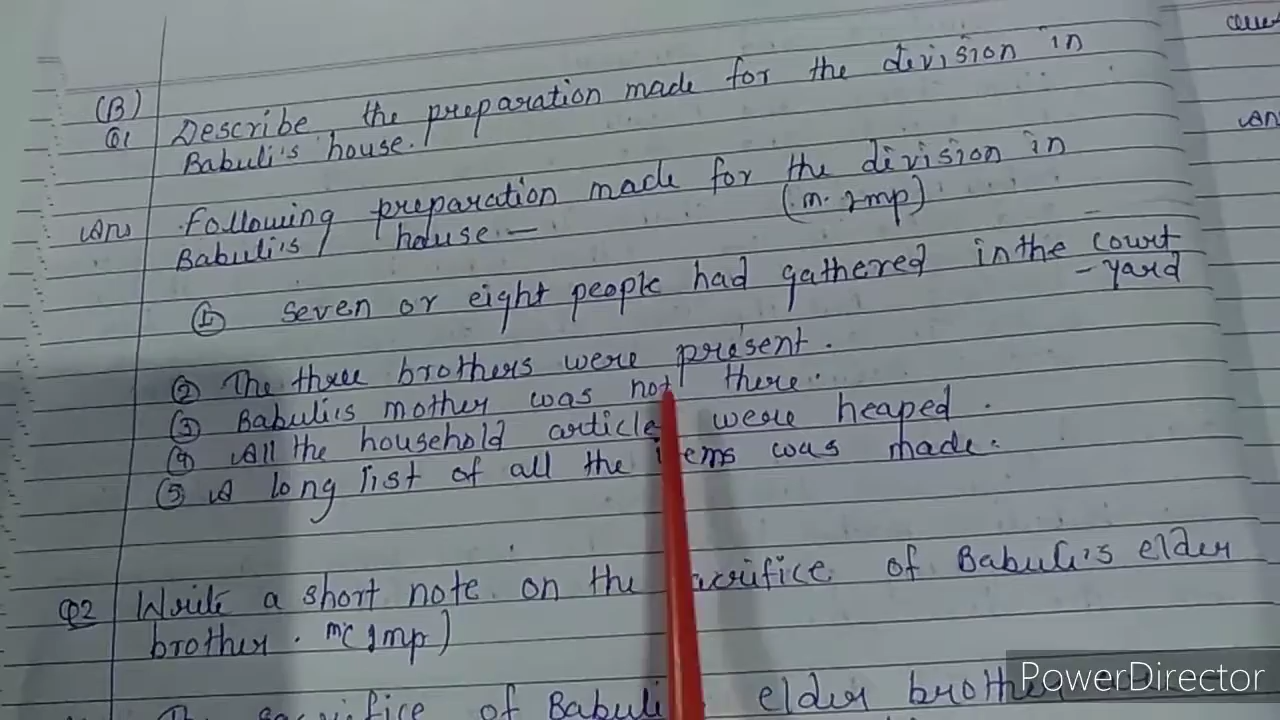 (B)
Q1 Describe the preparation made for the division in
Babuli's house.
Ans Following preparation made for the division in
Babuli's house. — (m. 2mp)
① Seven or eight people had gathered in the court
-yard
② The three brothers were present.
③ Babuli's mother was not there.
④ All the household article were heaped.
⑤ A long list of all the items was made.
Q2 Write a short note on the sacrifice of Babuli's elder
brother.
of Babuli elder brother
PowerDirector